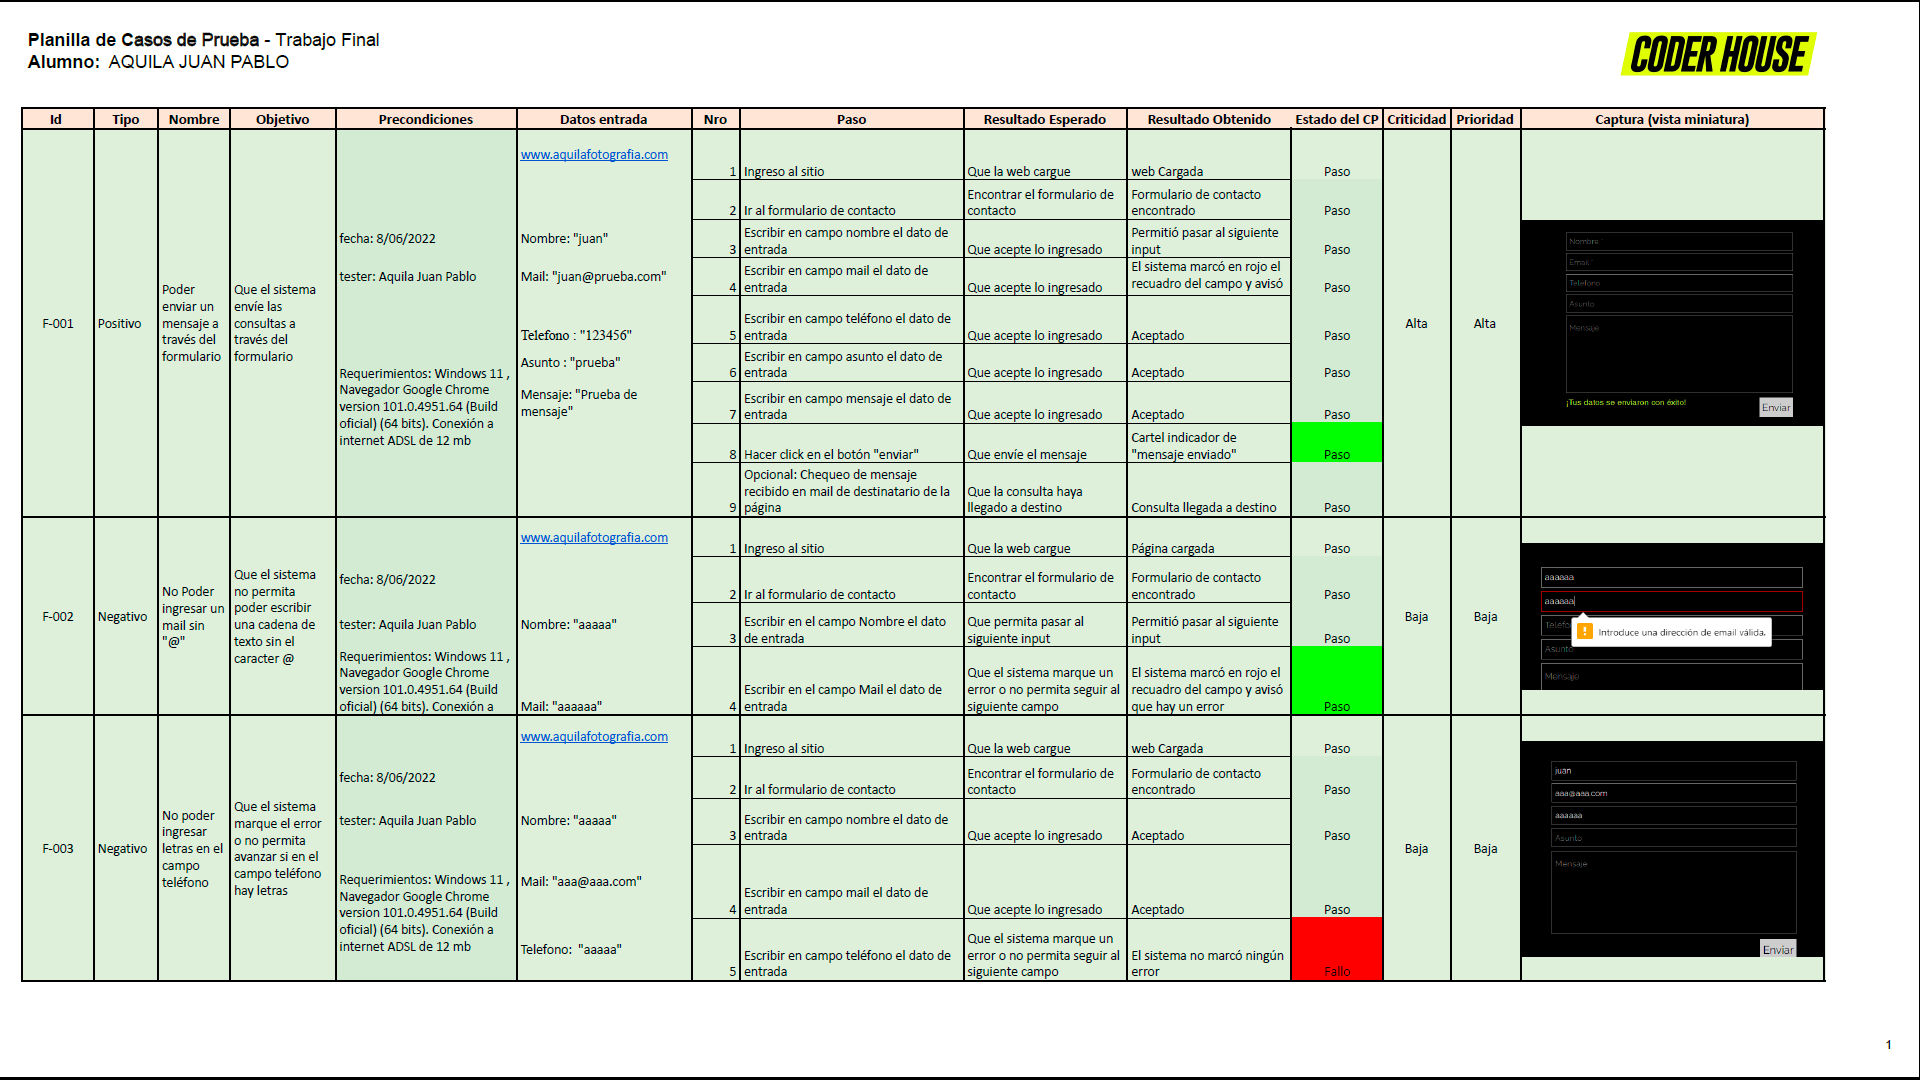 Planilla de Casos de Prueba - Trabajo Final
Alumno: AQUILA JUAN PABLO
CODER HOUSE
Id Tipo Nombre Objetivo Precondiciones Datos entrada Nro Paso Resultado Esperado Resultado Obtenido Estado del CP Criticidad Prioridad Captura (vista miniatura)
F-001
Positivo
Poder
enviar un
mensaje a
través del
formulario
Que el sistema
envíe las
consultas a
través del
formulario
fecha: 8/06/2022
tester: Aquila Juan Pablo
Requerimientos: Windows 11 ,
Navegador Google Chrome
version 101.0.4951.64 (Build
oficial) (64 bits). Conexión a
internet ADSL de 12 mb
www.aquilafotografia.com
Nombre: "juan"
Mail: "juan@prueba.com"
Telefono : "123456"
Asunto : "prueba"
Mensaje: "Prueba de
mensaje"
1 Ingreso al sitio
Que la web cargue
web Cargada
Paso
2 Ir al formulario de contacto
Encontrar el formulario de
contacto
Formulario de contacto
encontrado
Paso
3 Escribir en campo nombre el dato de
entrada
Que acepte lo ingresado
Permitió pasar al siguiente
input
Paso
4 Escribir en campo mail el dato de
entrada
Que acepte lo ingresado
El sistema marcó en rojo el
recuadro del campo y avisó
Paso
5 Escribir en campo teléfono el dato de
entrada
Que acepte lo ingresado
Aceptado
Paso
6 Escribir en campo asunto el dato de
entrada
Que acepte lo ingresado
Aceptado
Paso
7 Escribir en campo mensaje el dato de
entrada
Que acepte lo ingresado
Aceptado
Paso
8 Hacer click en el botón "enviar"
Que envíe el mensaje
Cartel indicador de
"mensaje enviado"
Paso
9 Opcional: Chequeo de mensaje
recibido en mail de destinatario de la
página
Que la consulta haya
llegado a destino
Consulta llegada a destino
Paso
Alta
Alta
Nombre *
Email *
Teléfono
Asunto
Mensaje
¡Tus datos se enviaron con éxito!
Enviar
F-002
Negativo
No Poder
ingresar un
mail sin
"@"
Que el sistema
no permita
poder escribir
una cadena de
texto sin el
caracter @
fecha: 8/06/2022
tester: Aquila Juan Pablo
Requerimientos: Windows 11 ,
Navegador Google Chrome
version 101.0.4951.64 (Build
oficial) (64 bits). Conexión a
www.aquilafotografia.com
Nombre: "aaaaa"
Mail: "aaaaaa"
1 Ingreso al sitio
Que la web cargue
Página cargada
Paso
2 Ir al formulario de contacto
Encontrar el formulario de
contacto
Formulario de contacto
encontrado
Paso
3 Escribir en el campo Nombre el dato
de entrada
Que permita pasar al
siguiente input
Permitió pasar al siguiente
input
Paso
4 Escribir en el campo Mail el dato de
entrada
Que el sistema marque un
error o no permita seguir al
siguiente campo
El sistema marcó en rojo el
recuadro del campo y avisó
que hay un error
Paso
Baja
Baja
aaaaaa
aaaaaa
Teléfo
Introduce una dirección de email válida.
Asunto
Mensaje
F-003
Negativo
No poder
ingresar
letras en el
campo
teléfono
Que el sistema
marque el error
o no permita
avanzar si en el
campo teléfono
hay letras
fecha: 8/06/2022
tester: Aquila Juan Pablo
Requerimientos: Windows 11 ,
Navegador Google Chrome
version 101.0.4951.64 (Build
oficial) (64 bits). Conexión a
internet ADSL de 12 mb
www.aquilafotografia.com
Nombre: "aaaaa"
Mail: "aaa@aaa.com"
Telefono: "aaaaa"
1 Ingreso al sitio
Que la web cargue
web Cargada
Paso
2 Ir al formulario de contacto
Encontrar el formulario de
contacto
Formulario de contacto
encontrado
Paso
3 Escribir en campo nombre el dato de
entrada
Que acepte lo ingresado
Aceptado
Paso
4 Escribir en campo mail el dato de
entrada
Que acepte lo ingresado
Aceptado
Paso
5 Escribir en campo teléfono el dato de
entrada
Que el sistema marque un
error o no permita seguir al
siguiente campo
El sistema no marcó ningún
error
Fallo
Baja
Baja
juan
aaa@aaa.com
aaaaaa
Asunto
Mensaje
Enviar
1